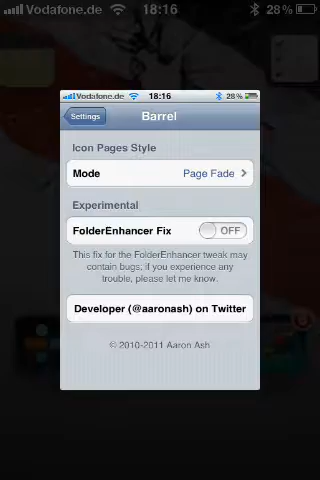 Vodafone.de 18:16 28%
Vodafone.de 18:16 28%
Settings
Barrel
Icon Pages Style
Mode Page Fade
Experimental
FolderEnhancer Fix OFF
This fix for the FolderEnhancer tweak may
contain bugs; if you experience any
trouble, please let me know.
Developer (@aaronash) on Twitter
© 2010-2011 Aaron Ash